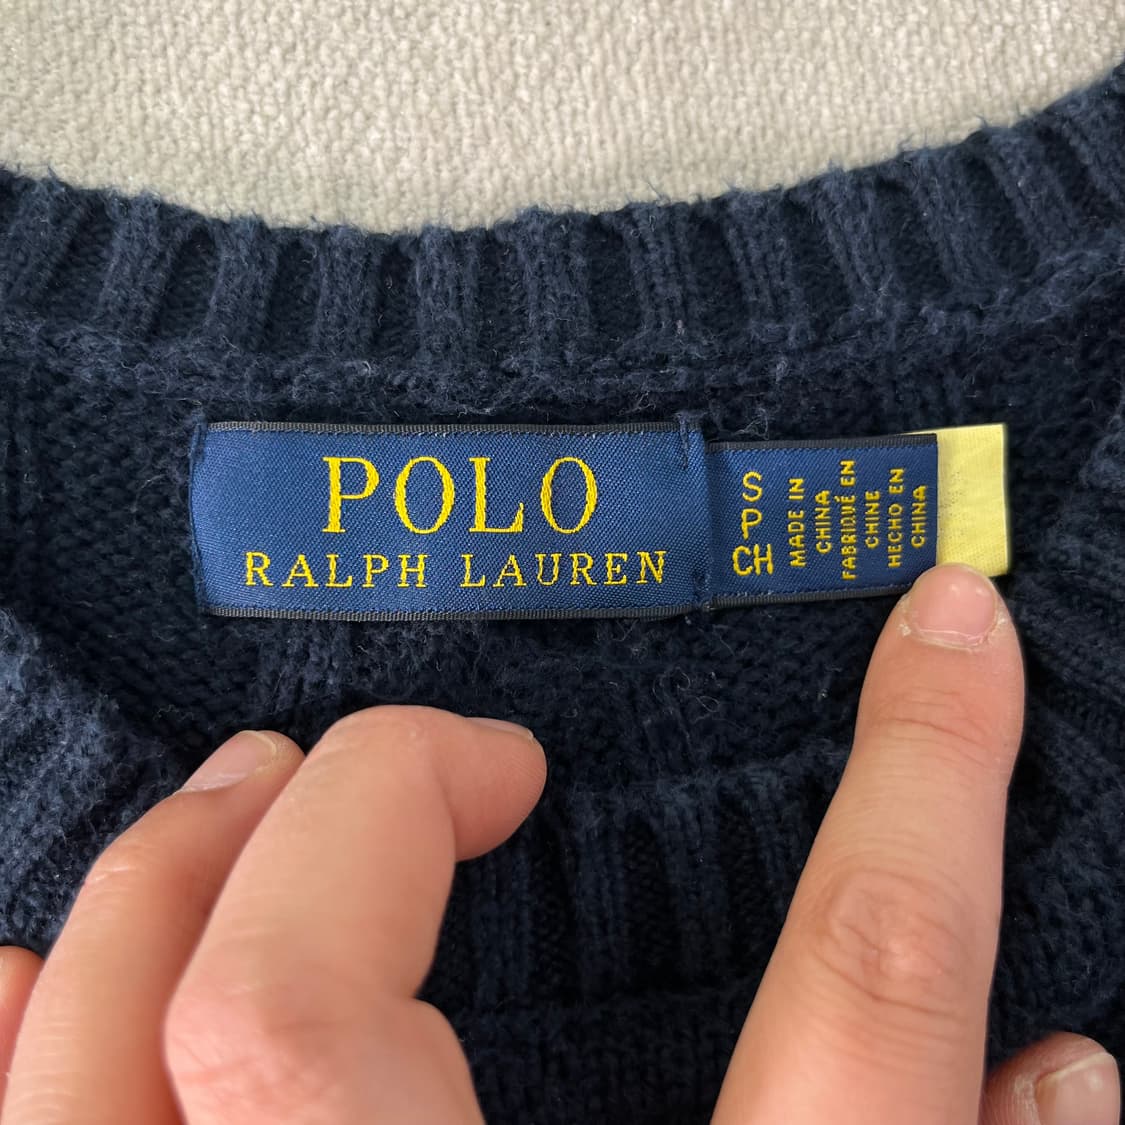 POLO
RALPH LAUREN
S
P
CH
MADE IN
CHINA
FABRIQUÉ EN
CHINE
HECHO EN
CHINA